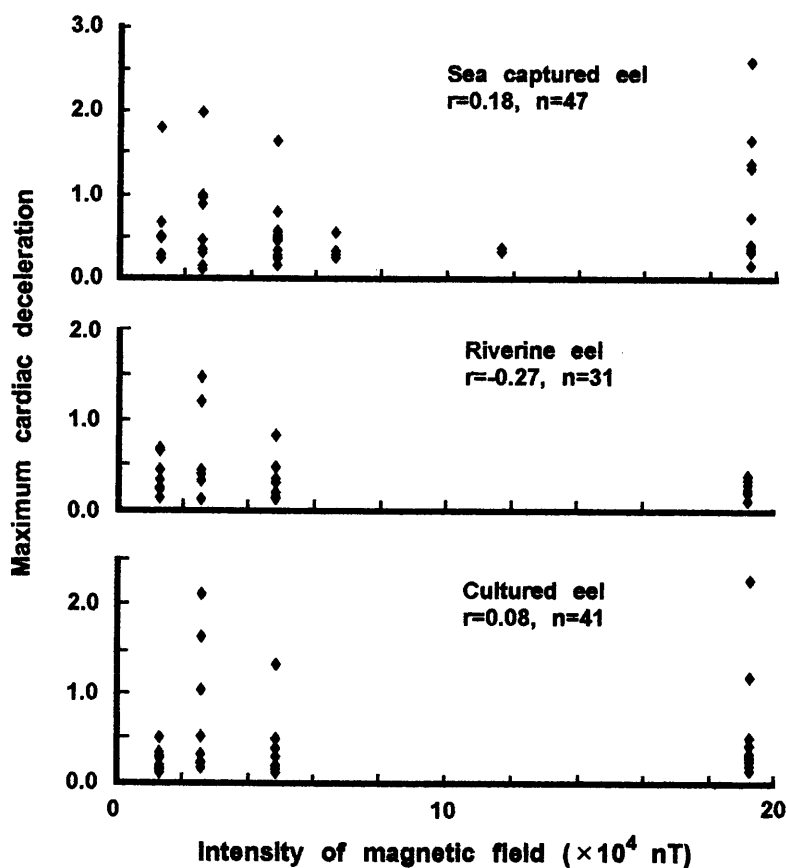 Maximum cardiac deceleration
3.0
2.0
1.0
0.0
Sea captured eel
r=0.18, n=47
2.0
1.0
0.0
Riverine eel
r=-0.27, n=31
2.0
1.0
0.0
Cultured eel
r=0.08, n=41
0 10 20
Intensity of magnetic field (×10⁴ nT)